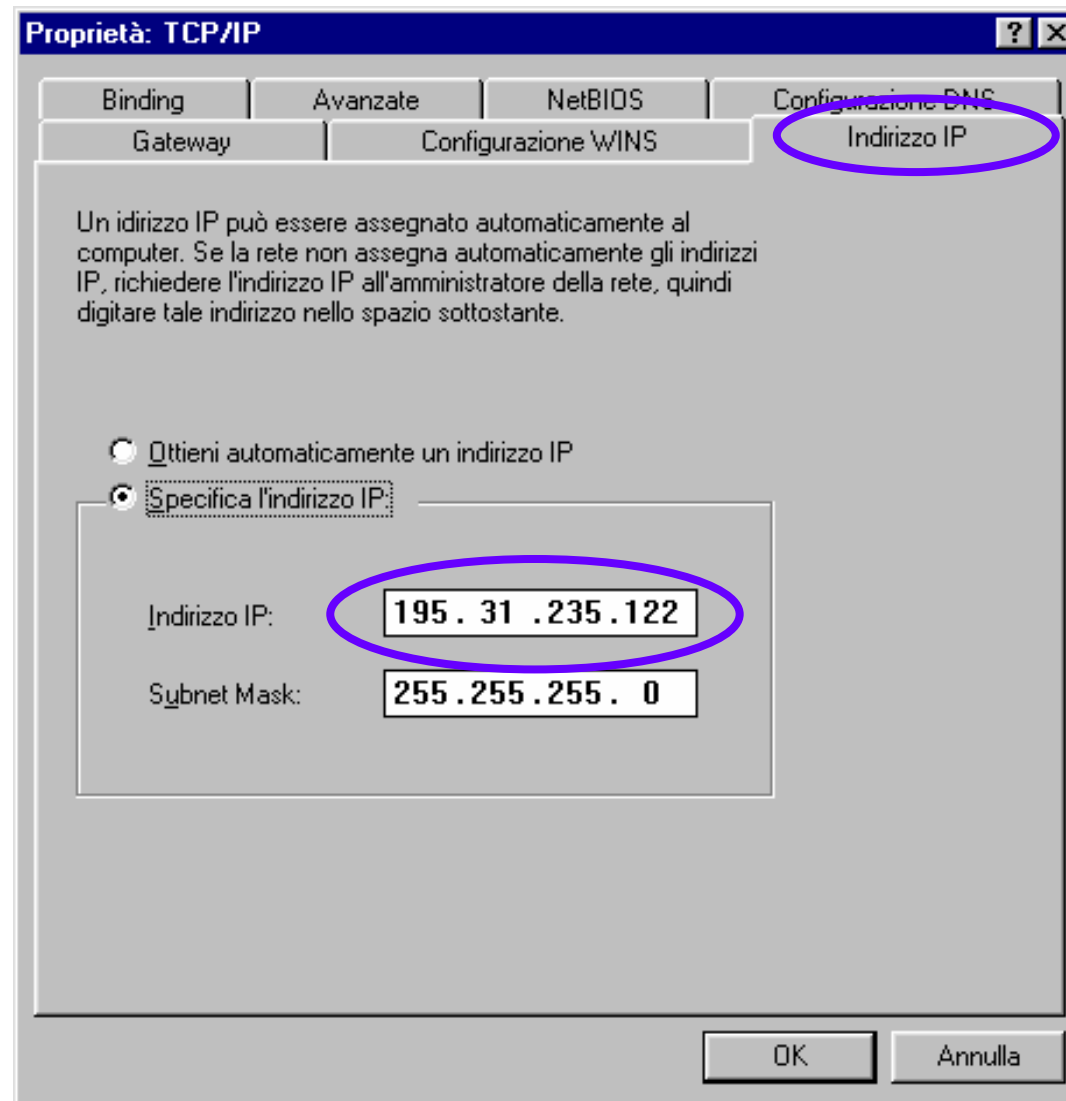 Proprietà: TCP/IP
Binding Avanzate NetBIOS Configurazione DNS
Gateway Configurazione WINS Indirizzo IP
Un idirizzo IP può essere assegnato automaticamente al
computer. Se la rete non assegna automaticamente gli indirizzi
IP, richiedere l'indirizzo IP all'amministratore della rete, quindi
digitare tale indirizzo nello spazio sottostante.
Ottieni automaticamente un indirizzo IP
Specifica l'indirizzo IP:
Indirizzo IP: 195. 31 .235.122
Subnet Mask: 255.255.255. 0
OK Annulla